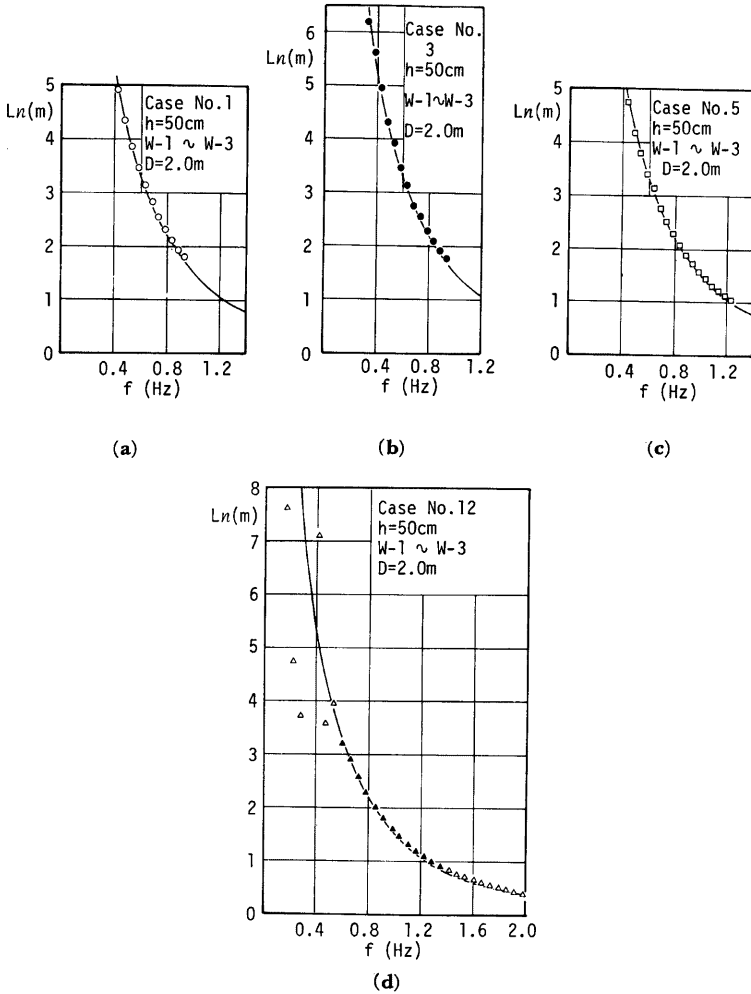 Ln(m)
5
4
3
2
1
0
0.4 0.8 1.2
f (Hz)
Case No.1
h=50cm
W-1 ∿ W-3
D=2.0m
(a)
Ln(m)
6
5
4
3
2
1
0
0.4 0.8 1.2
f (Hz)
Case No.
3
h=50cm
W-1∿W-3
D=2.0m
(b)
Ln(m)
5
4
3
2
1
0
0.4 0.8 1.2
f (Hz)
Case No.5
h=50cm
W-1 ∿ W-3
D=2.0m
(c)
Ln(m)
8
7
6
5
4
3
2
1
0
0.4 0.8 1.2 1.6 2.0
f (Hz)
Case No.12
h=50cm
W-1 ∿ W-3
D=2.0m
(d)